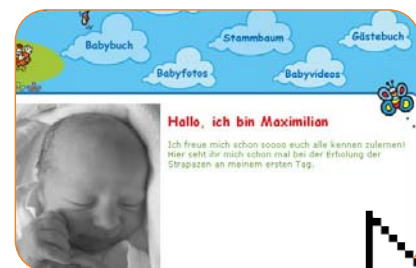 Stammbaum
Gästebuch
Babybuch
Babyfotos
Babyvideos
Hallo, ich bin Maximilian
Ich freue mich schon soooo euch alle kennen zulernen!
Hier seht ihr mich schon mal bei der Erholung der
Strapazen an meinem ersten Tag.